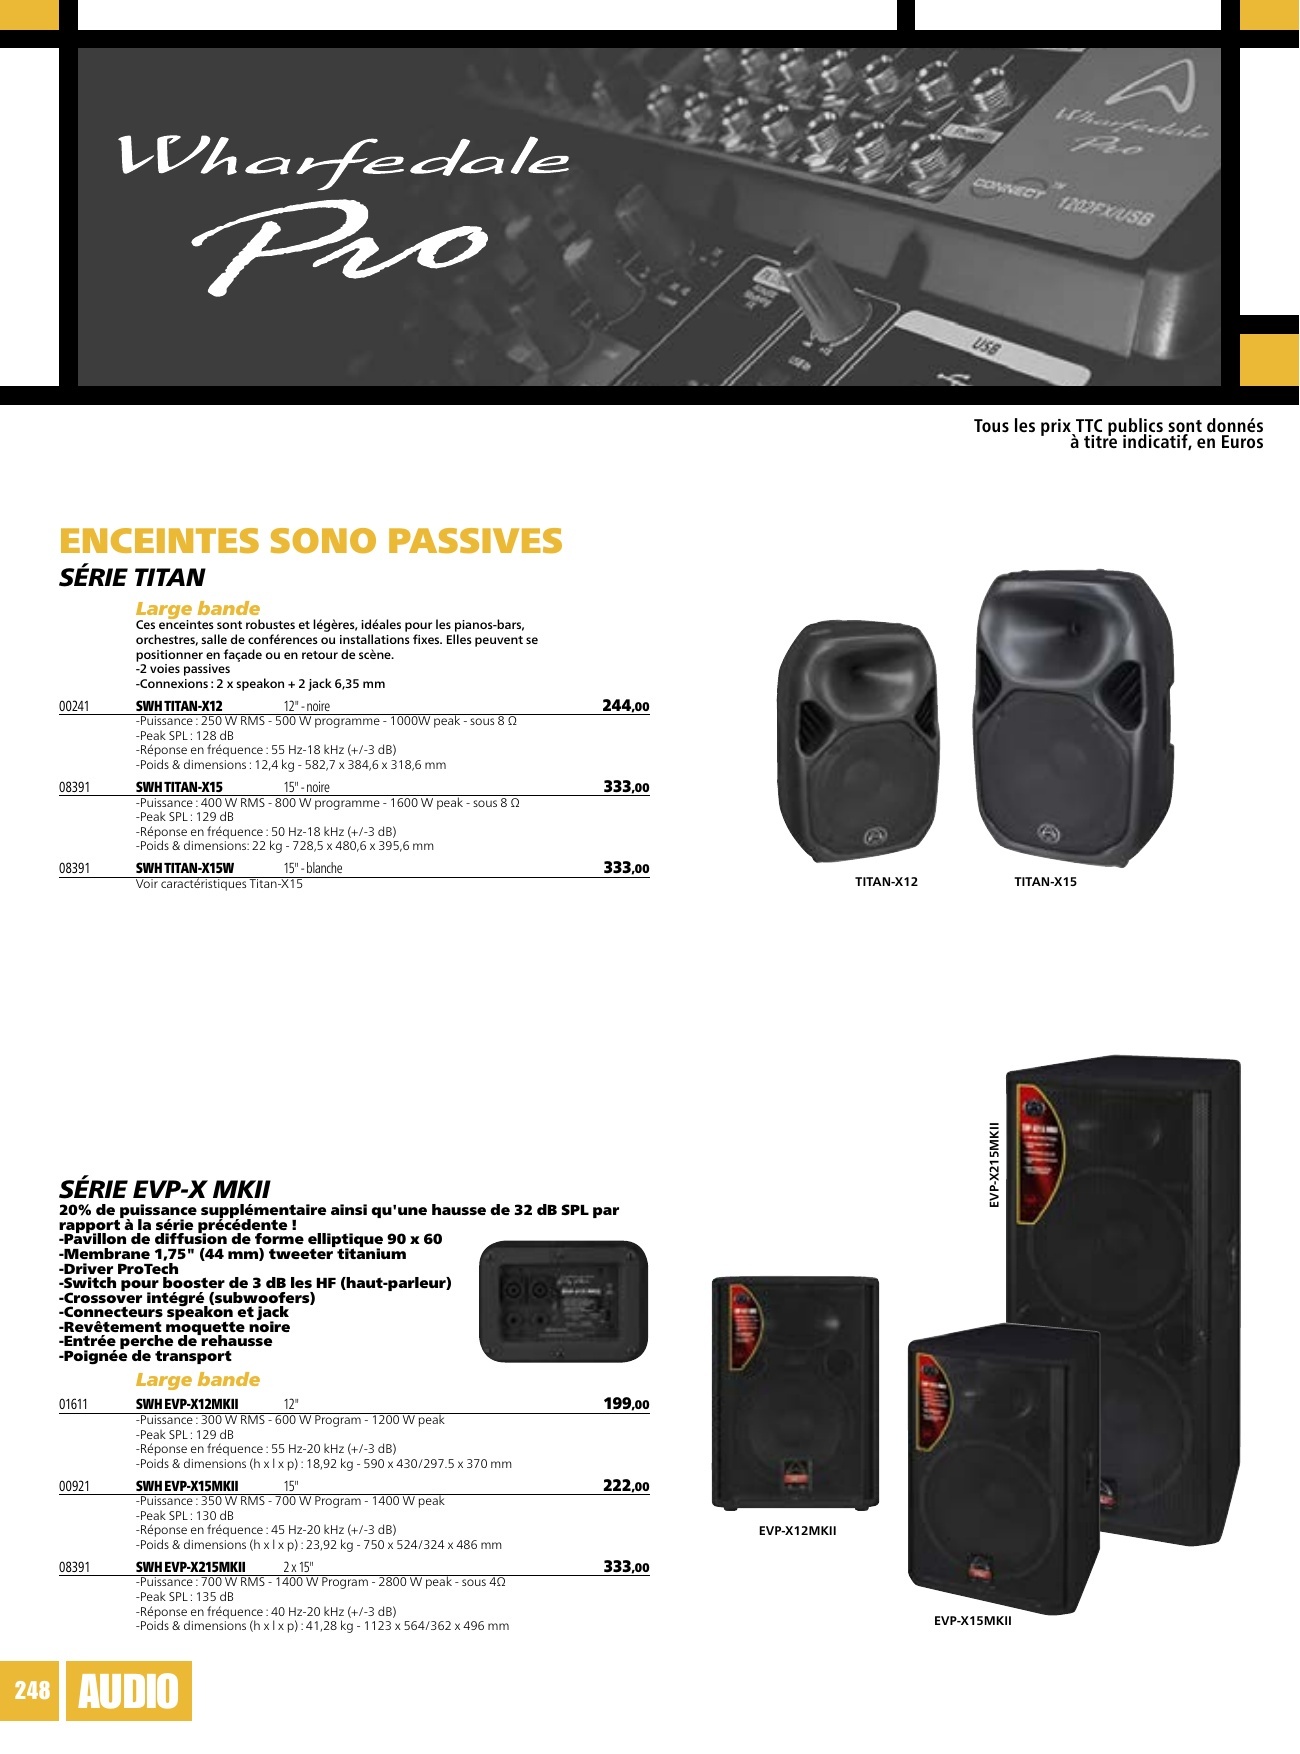 Wharfedale
Pro
Wharfedale
Pro
CONNECT™
1202FX/USB
USB
Tous les prix TTC publics sont donnés
à titre indicatif, en Euros
ENCEINTES SONO PASSIVES
SÉRIE TITAN
Large bande
Ces enceintes sont robustes et légères, idéales pour les pianos-bars,
orchestres, salle de conférences ou installations fixes. Elles peuvent se
positionner en façade ou en retour de scène.
-2 voies passives
-Connexions : 2 x speakon + 2 jack 6,35 mm
00241 SWH TITAN-X12 12" - noire 244,00
-Puissance : 250 W RMS - 500 W programme - 1000W peak - sous 8 Ω
-Peak SPL : 128 dB
-Réponse en fréquence : 55 Hz-18 kHz (+/-3 dB)
-Poids & dimensions : 12,4 kg - 582,7 x 384,6 x 318,6 mm
08391 SWH TITAN-X15 15" - noire 333,00
-Puissance : 400 W RMS - 800 W programme - 1600 W peak - sous 8 Ω
-Peak SPL : 129 dB
-Réponse en fréquence : 50 Hz-18 kHz (+/-3 dB)
-Poids & dimensions: 22 kg - 728,5 x 480,6 x 395,6 mm
08391 SWH TITAN-X15W 15" - blanche 333,00
Voir caractéristiques Titan-X15
TITAN-X12
TITAN-X15
SÉRIE EVP-X MKII
20% de puissance supplémentaire ainsi qu'une hausse de 32 dB SPL par
rapport à la série précédente !
-Pavillon de diffusion de forme elliptique 90 x 60
-Membrane 1,75" (44 mm) tweeter titanium
-Driver ProTech
-Switch pour booster de 3 dB les HF (haut-parleur)
-Crossover intégré (subwoofers)
-Connecteurs speakon et jack
-Revêtement moquette noire
-Entrée perche de rehausse
-Poignée de transport
Large bande
01611 SWH EVP-X12MKII 12" 199,00
-Puissance : 300 W RMS - 600 W Program - 1200 W peak
-Peak SPL : 129 dB
-Réponse en fréquence : 55 Hz-20 kHz (+/-3 dB)
-Poids & dimensions (h x l x p) : 18,92 kg - 590 x 430/297.5 x 370 mm
00921 SWH EVP-X15MKII 15" 222,00
-Puissance : 350 W RMS - 700 W Program - 1400 W peak
-Peak SPL : 130 dB
-Réponse en fréquence : 45 Hz-20 kHz (+/-3 dB)
-Poids & dimensions (h x l x p) : 23,92 kg - 750 x 524/324 x 486 mm
08391 SWH EVP-X215MKII 2 x 15" 333,00
-Puissance : 700 W RMS - 1400 W Program - 2800 W peak - sous 4Ω
-Peak SPL : 135 dB
-Réponse en fréquence : 40 Hz-20 kHz (+/-3 dB)
-Poids & dimensions (h x l x p) : 41,28 kg - 1123 x 564/362 x 496 mm
EVP-X215MKII
EVP-X12MKII
EVP-X15MKII
248 AUDIO